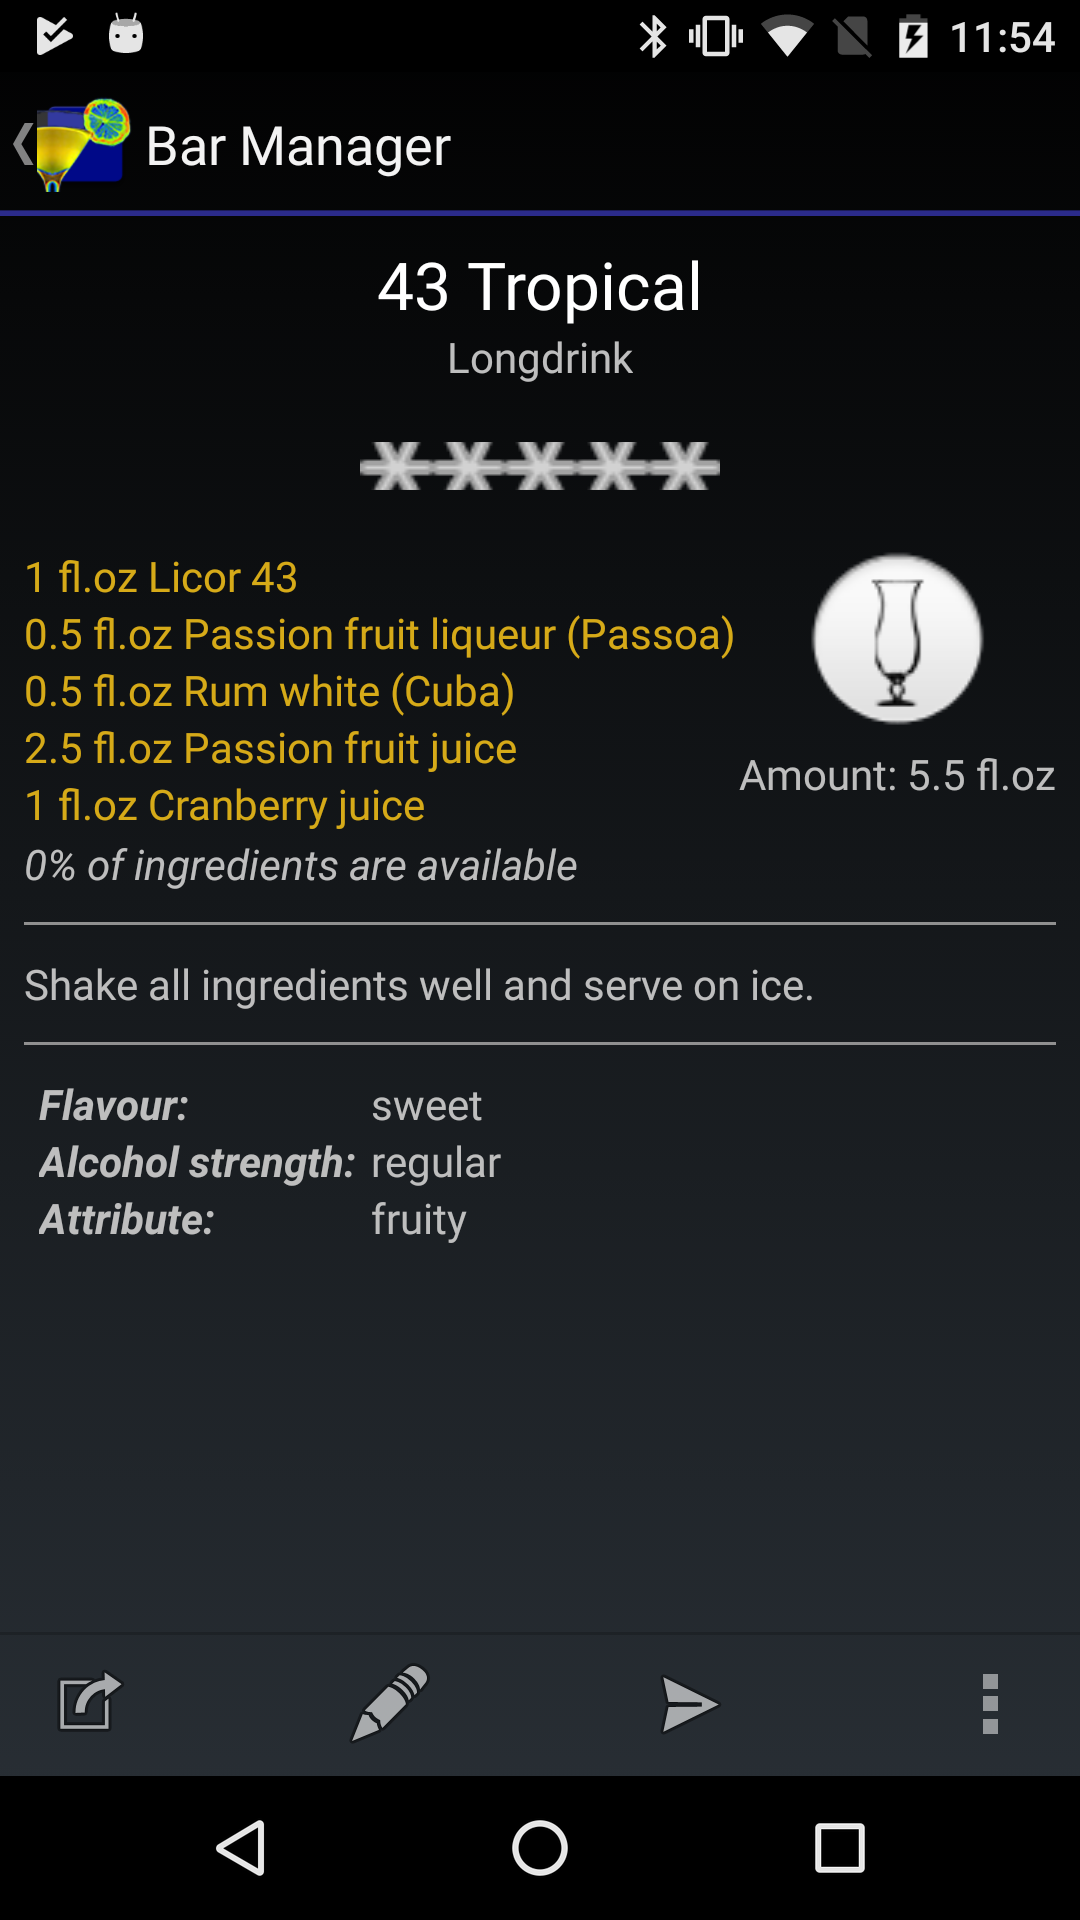 11:54
Bar Manager
43 Tropical
Longdrink
1 fl.oz Licor 43
0.5 fl.oz Passion fruit liqueur (Passoa)
0.5 fl.oz Rum white (Cuba)
2.5 fl.oz Passion fruit juice
1 fl.oz Cranberry juice
Amount: 5.5 fl.oz
0% of ingredients are available
Shake all ingredients well and serve on ice.
Flavour: sweet
Alcohol strength: regular
Attribute: fruity